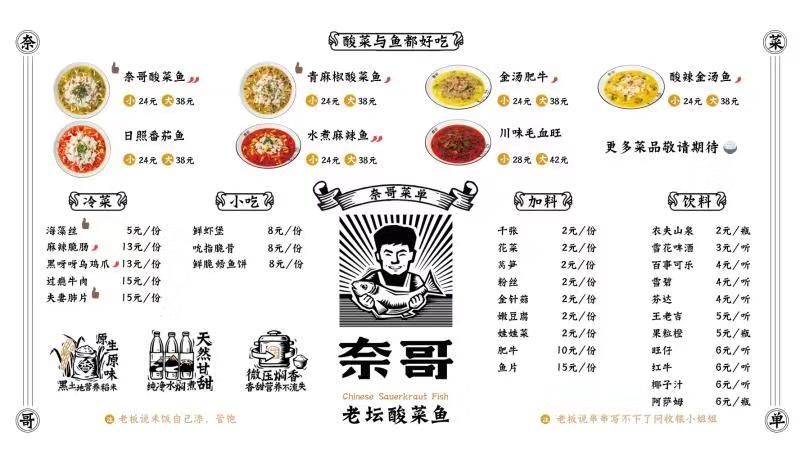 奈
菜
哥
单
酸菜与鱼都好吃
奈哥酸菜鱼
小 24元 大 38元
青麻椒酸菜鱼
小 24元 大 38元
金汤肥牛
小 24元 大 38元
酸辣金汤鱼
小 24元 大 38元
日照番茄鱼
小 24元 大 38元
水煮麻辣鱼
小 24元 大 38元
川味毛血旺
小 28元 大 42元
更多菜品敬请期待
冷菜
海藻丝 5元/份
麻辣脆肠 13元/份
黑呀呀乌鸡爪 13元/份
过瘾牛肉 15元/份
夫妻肺片 15元/份
小吃
鲜虾堡 8元/份
吮指脆骨 8元/份
鲜脆鳕鱼饼 8元/份
奈哥菜单
奈哥
Chinese Sauerkraut Fish
老坛酸菜鱼
加料
千张 2元/份
花菜 2元/份
莴笋 2元/份
粉丝 2元/份
金针菇 2元/份
嫩豆腐 2元/份
娃娃菜 2元/份
肥牛 10元/份
鱼片 15元/份
饮料
农夫山泉 2元/瓶
雪花啤酒 3元/听
百事可乐 4元/听
雪碧 4元/听
芬达 4元/听
王老吉 5元/听
果粒橙 5元/瓶
旺仔 6元/听
红牛 6元/听
椰子汁 6元/听
阿萨姆 6元/瓶
原生原味
黑土地营养稻米
天然甘甜
纯净水焖煮
微压焖香
香甜营养不流失
注 老板说米饭自己添，管饱
注 老板说串串写不下了问收银小姐姐